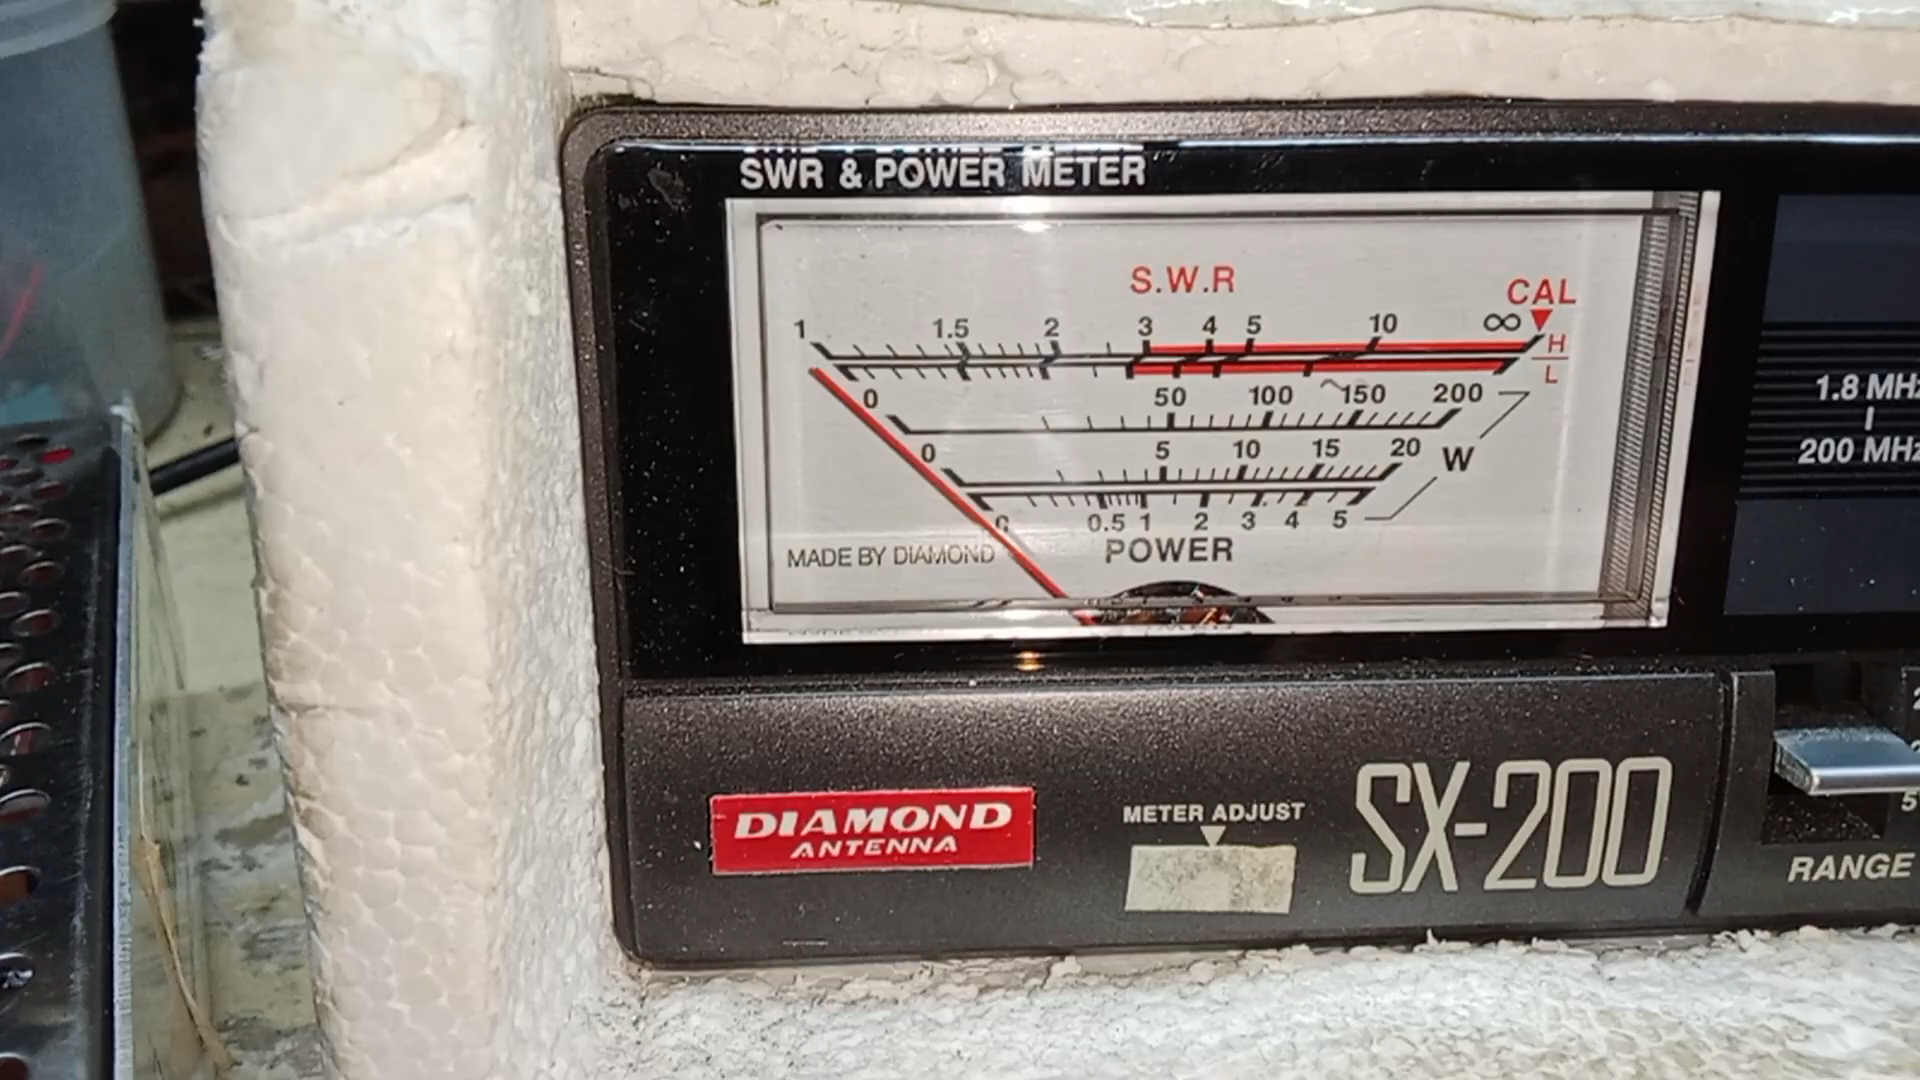 SWR & POWER METER
S.W.R
CAL
1 1.5 2 3 4 5 10 ∞
H
L
0 50 100 150 200
0 5 10 15 20
W
0 0.5 1 2 3 4 5
MADE BY DIAMOND
POWER
1.8 MHz
200 MHz
DIAMOND
ANTENNA
METER ADJUST
SX-200
5
RANGE